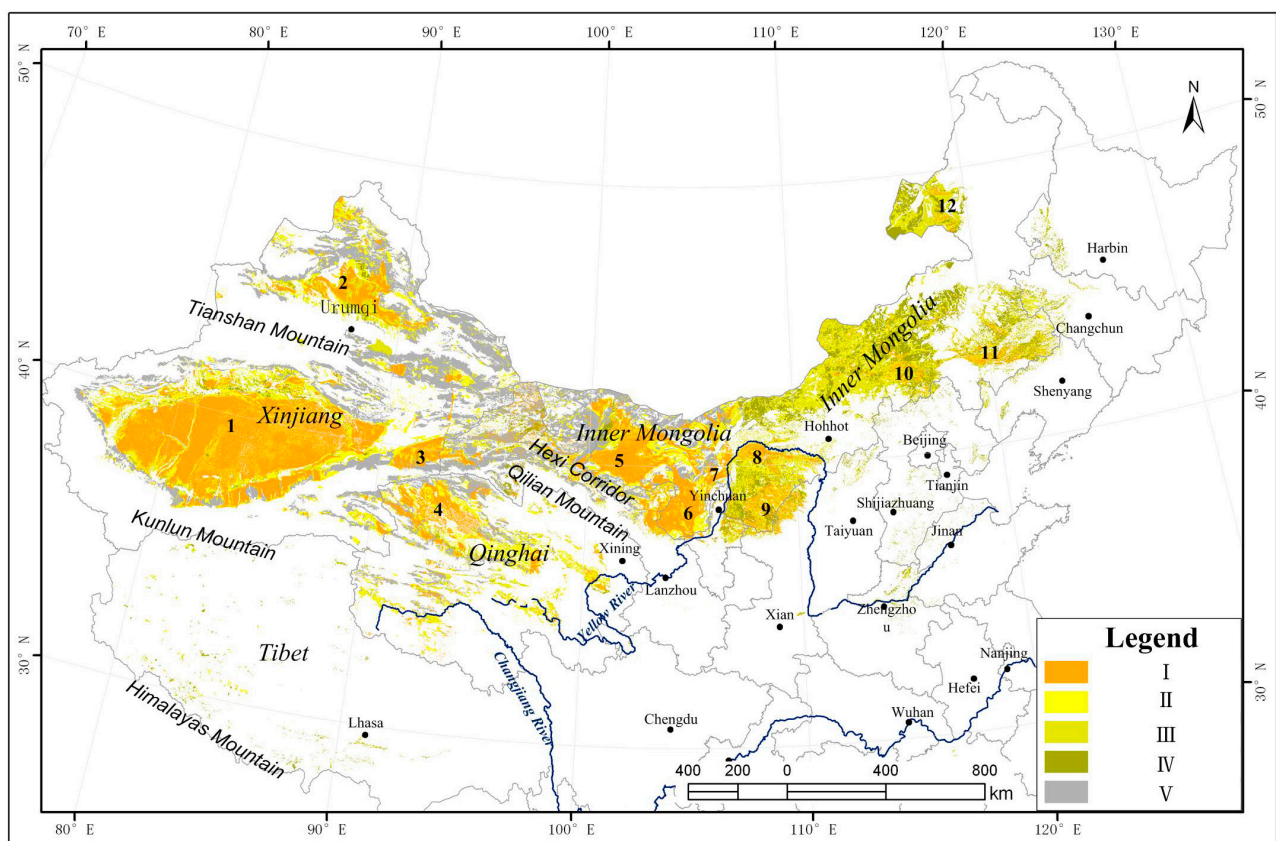 70° E
80° E
90° E
100° E
110° E
120° E
130° E
50° N
50° N
N
12
Harbin
2
Urumqi
Tianshan Mountain
Inner Mongolia
Changchun
11
40° N
10
Shenyang
40° N
Xinjiang
1
Inner Mongolia
Hohhot
Beijing
3
Hexi Corridor
5
7
8
Tianjin
Qilian Mountain
Yinchuan
4
6
9
Shijiazhuang
Taiyuan
Jinan
Kunlun Mountain
Qinghai
Xining
Lanzhou
Yellow River
Xian
Zhengzho
u
30° N
Tibet
Changjiang River
Himalayas Mountain
Lhasa
Chengdu
Wuhan
Hefei
Nanjing
30° N
Legend
I
II
III
IV
V
400 200 0 400 800
km
80° E
90° E
100° E
110° E
120° E